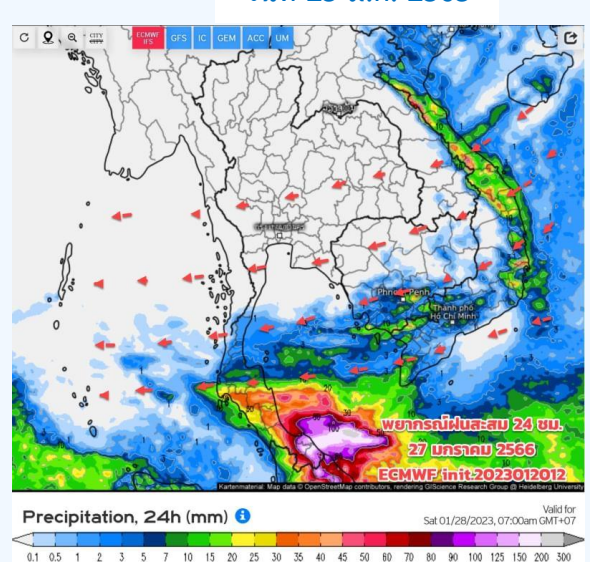 CITY
ECMWF IFS GFS IC GEM ACC UM
Phnom Penh
Thành phố
Hồ Chí Minh
พยากรณ์ฝนสะสม 24 ชม.
27 มกราคม 2566
ECMWF init.2023012012
Kartenmaterial: Map data © OpenStreetMap contributors, rendering GIScience Research Group @ Heidelberg University
Precipitation, 24h (mm)
Valid for
Sat 01/28/2023, 07:00am GMT+07
0.1 0.5 1 2 3 5 7 10 15 20 25 30 35 40 45 50 60 70 80 90 100 125 150 200 300